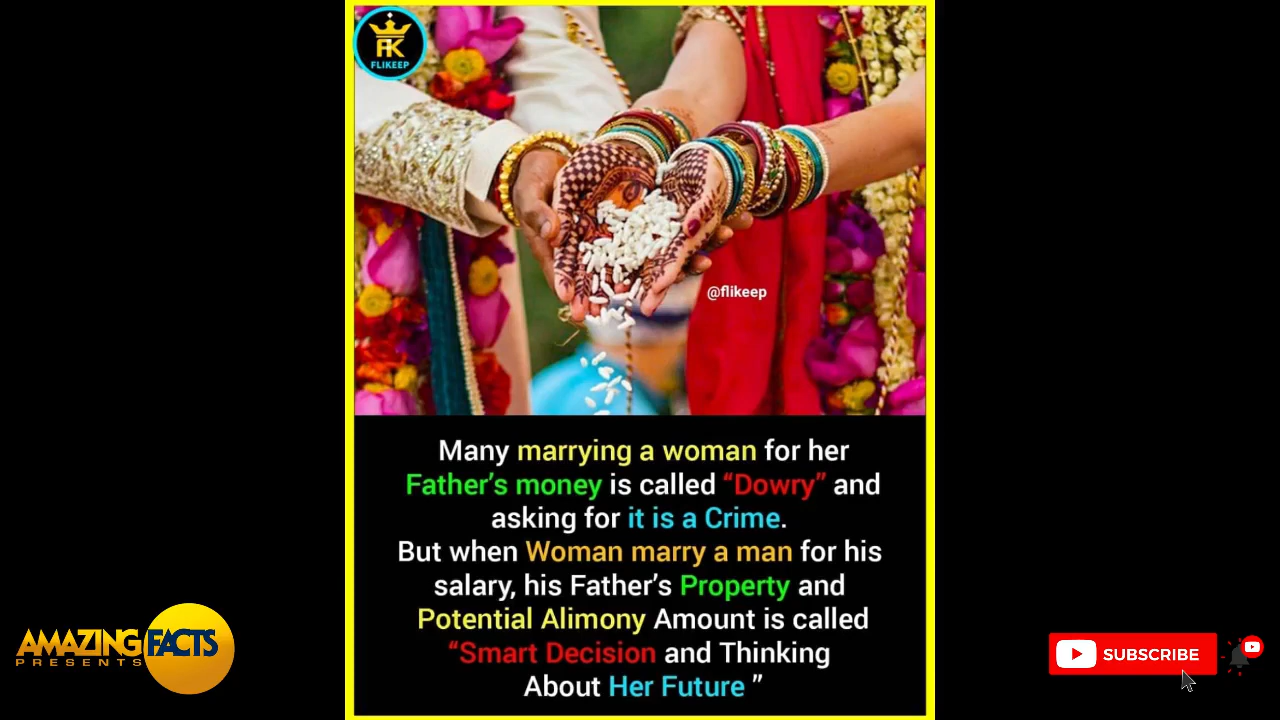 FK
FLIKEEP
@flikeep
Many marrying a woman for her
Father's money is called “Dowry” and
asking for it is a Crime.
But when Woman marry a man for his
salary, his Father's Property and
Potential Alimony Amount is called
“Smart Decision and Thinking
About Her Future ”
AMAZING FACTS
PRESENTS
SUBSCRIBE